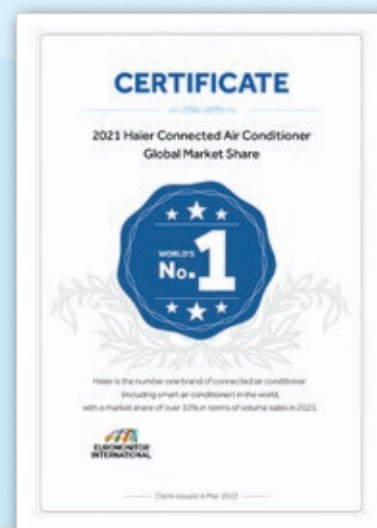 CERTIFICATE
2021 Haier Connected Air Conditioner
Global Market Share
WORLD'S
No.1
Haier is the number one brand of connected air conditioner
(including smart air conditioner) in the world,
with a market share of over 33% in terms of volume sales in 2021.
EUROMONITOR
INTERNATIONAL
Claim issued in Mar 2022